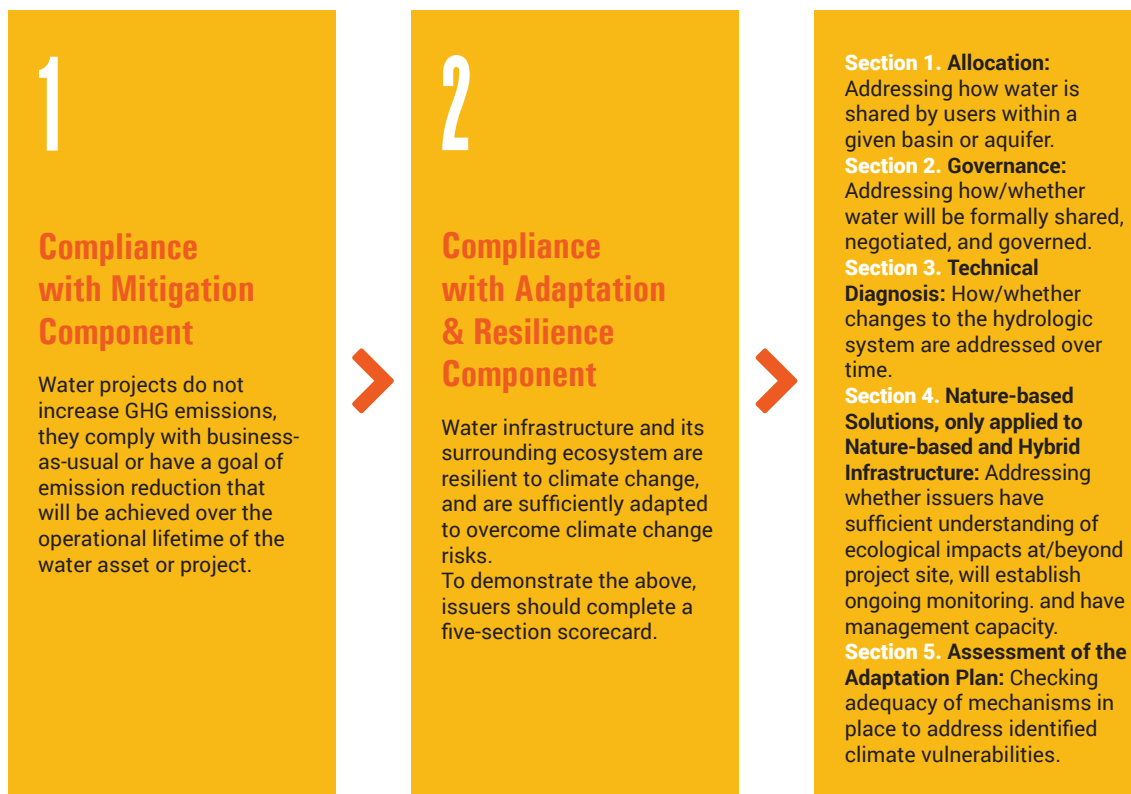 1
Compliance
with Mitigation
Component
Water projects do not
increase GHG emissions,
they comply with business-
as-usual or have a goal of
emission reduction that
will be achieved over the
operational lifetime of the
water asset or project.
2
Compliance
with Adaptation
& Resilience
Component
Water infrastructure and its
surrounding ecosystem are
resilient to climate change,
and are sufficiently adapted
to overcome climate change
risks.
To demonstrate the above,
issuers should complete a
five-section scorecard.
Section 1. Allocation:
Addressing how water is
shared by users within a
given basin or aquifer.
Section 2. Governance:
Addressing how/whether
water will be formally shared,
negotiated, and governed.
Section 3. Technical
Diagnosis: How/whether
changes to the hydrologic
system are addressed over
time.
Section 4. Nature-based
Solutions, only applied to
Nature-based and Hybrid
Infrastructure: Addressing
whether issuers have
sufficient understanding of
ecological impacts at/beyond
project site, will establish
ongoing monitoring. and have
management capacity.
Section 5. Assessment of the
Adaptation Plan: Checking
adequacy of mechanisms in
place to address identified
climate vulnerabilities.